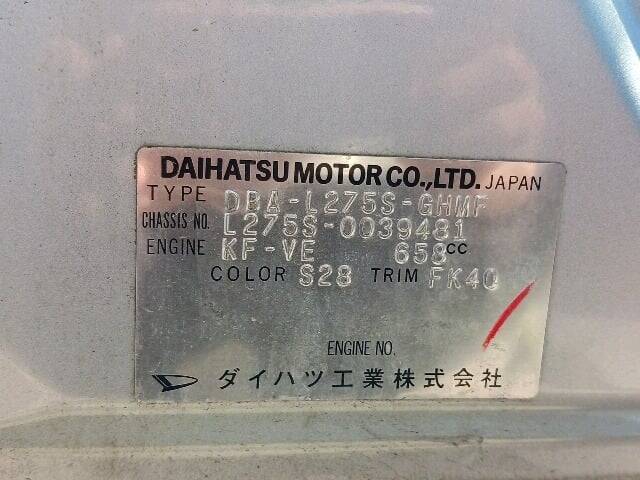 DAIHATSU MOTOR CO.,LTD. JAPAN
TYPE DBA-L275S-GHMF
CHASSIS NO. L275S-0039481
ENGINE KF-VE 658cc
COLOR S28 TRIM FK40
ENGINE NO.
ダイハツ工業株式会社